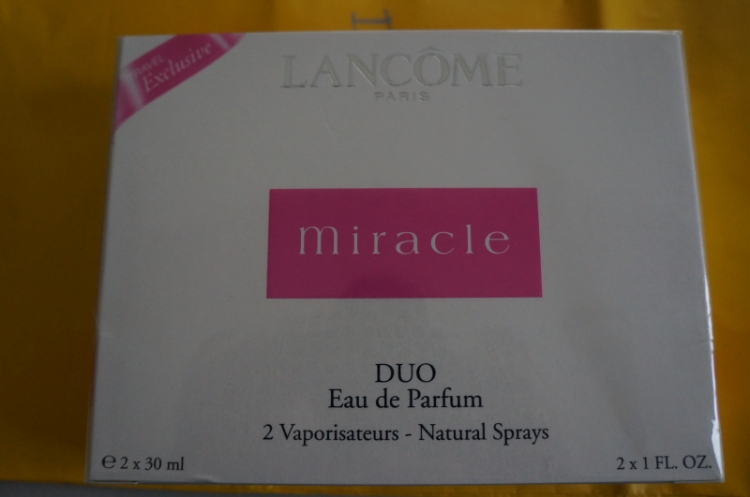 TRAVEL
Exclusive
LANCÔME
PARIS
miracle
DUO
Eau de Parfum
2 Vaporisateurs - Natural Sprays
℮ 2 x 30 ml
2 x 1 FL. OZ.